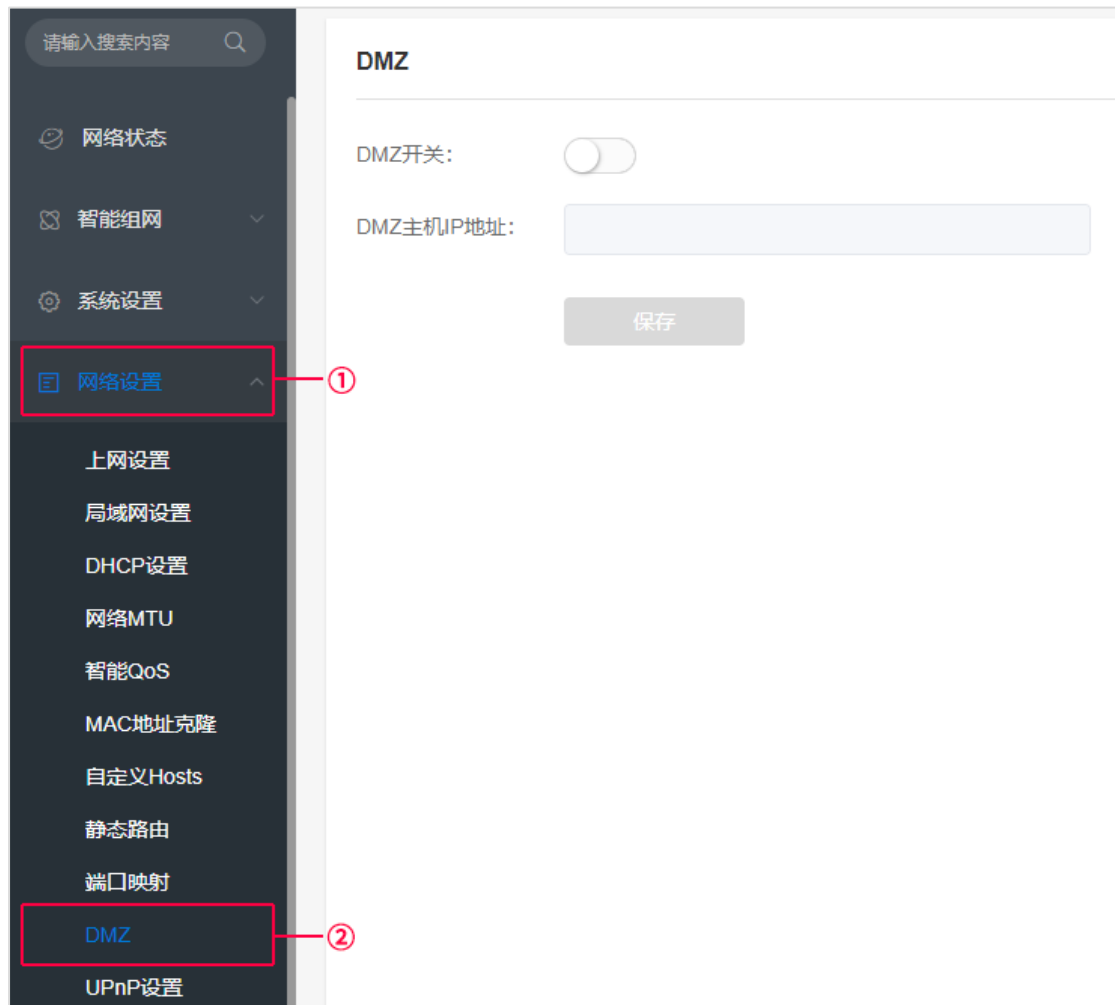 请输入搜索内容
网络状态
智能组网
系统设置
网络设置
①
上网设置
局域网设置
DHCP设置
网络MTU
智能QoS
MAC地址克隆
自定义Hosts
静态路由
端口映射
DMZ
②
UPnP设置
DMZ
DMZ开关：
DMZ主机IP地址：
保存